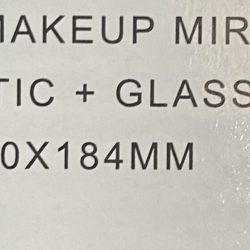 MAKEUP MIR
TIC + GLASS
0X184MM